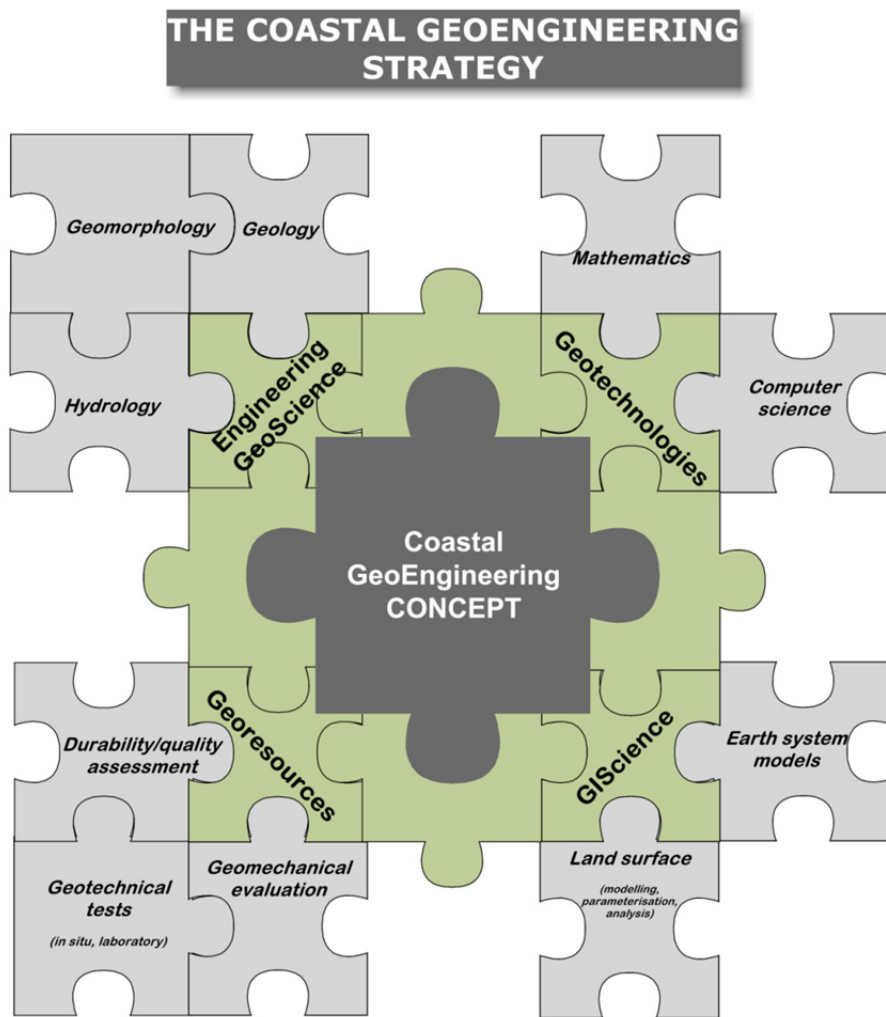 THE COASTAL GEOENGINEERING
STRATEGY
Geomorphology
Geology
Mathematics
Hydrology
Engineering
GeoScience
Geotechnologies
Computer
science
Coastal
GeoEngineering
CONCEPT
Durability/quality
assessment
Georesources
GIScience
Earth system
models
Geotechnical
tests
(in situ, laboratory)
Geomechanical
evaluation
Land surface
(modelling,
parameterisation,
analysis)